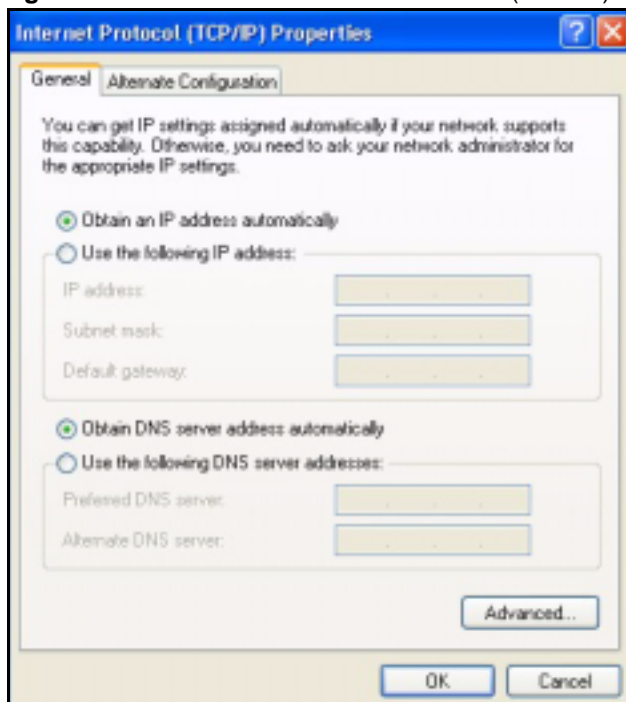 Internet Protocol (TCP/IP) Properties
General
Alternate Configuration
You can get IP settings assigned automatically if your network supports
this capability. Otherwise, you need to ask your network administrator for
the appropriate IP settings.
Obtain an IP address automatically
Use the following IP address:
IP address:
Subnet mask:
Default gateway:
Obtain DNS server address automatically
Use the following DNS server addresses:
Preferred DNS server:
Alternate DNS server:
Advanced...
OK
Cancel